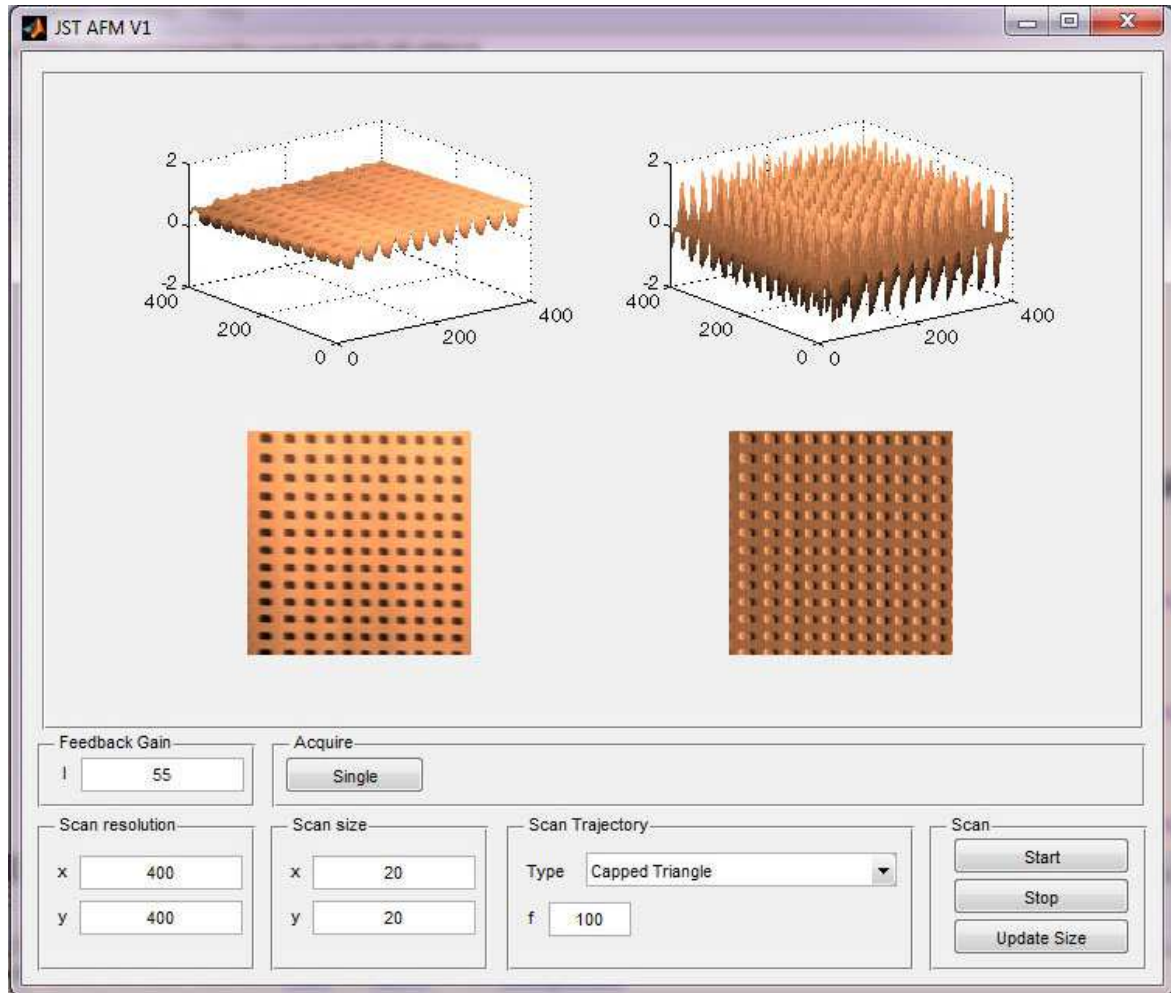 JST AFM V1
2
0
-2
400
200
0
0
200
400
2
0
-2
400
200
0
0
200
400
Feedback Gain
I
55
Acquire
Single
Scan resolution
x
400
y
400
Scan size
x
20
y
20
Scan Trajectory
Type
Capped Triangle
f
100
Scan
Start
Stop
Update Size